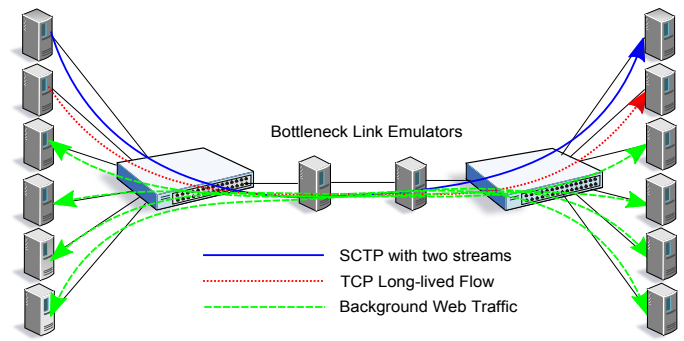 Bottleneck Link Emulators
SCTP with two streams
TCP Long-lived Flow
Background Web Traffic